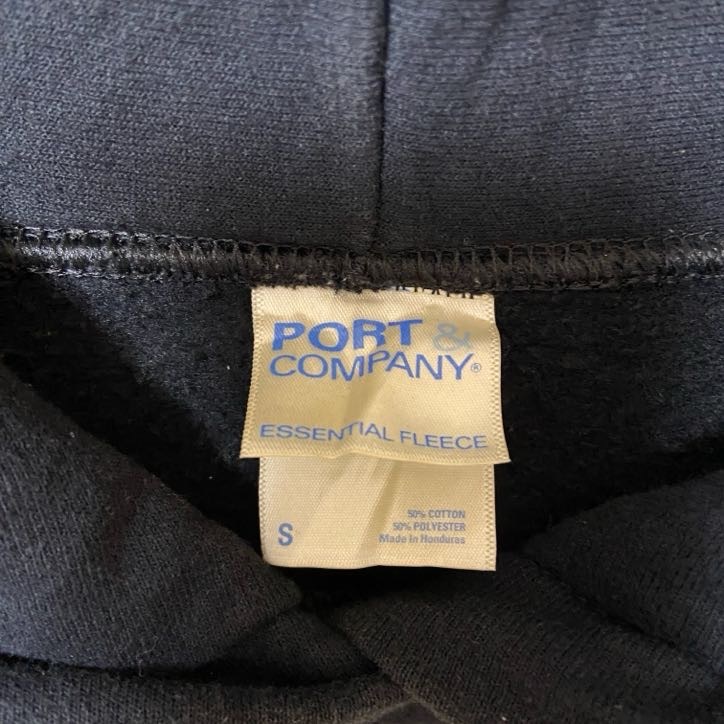 PORT &
COMPANY®
ESSENTIAL FLEECE
S
50% COTTON
50% POLYESTER
Made in Honduras